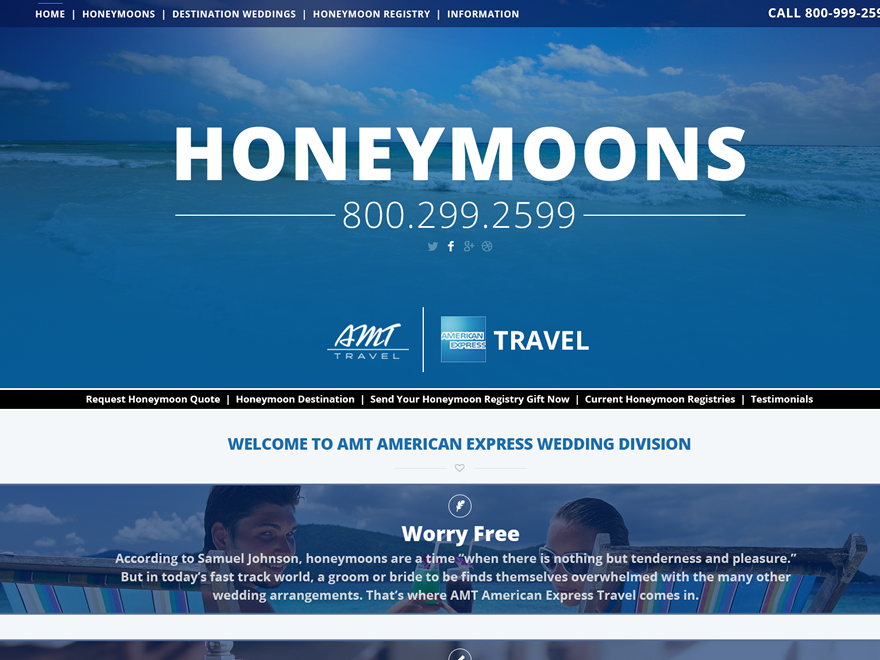 HOME | HONEYMOONS | DESTINATION WEDDINGS | HONEYMOON REGISTRY | INFORMATION
CALL 800-999-259
HONEYMOONS
800.299.2599
AMT
TRAVEL
AMERICAN
EXPRESS
TRAVEL
Request Honeymoon Quote | Honeymoon Destination | Send Your Honeymoon Registry Gift Now | Current Honeymoon Registries | Testimonials
WELCOME TO AMT AMERICAN EXPRESS WEDDING DIVISION
Worry Free
According to Samuel Johnson, honeymoons are a time “when there is nothing but tenderness and pleasure.”
But in today’s fast track world, a groom or bride to be finds themselves overwhelmed with the many other
wedding arrangements. That’s where AMT American Express Travel comes in.